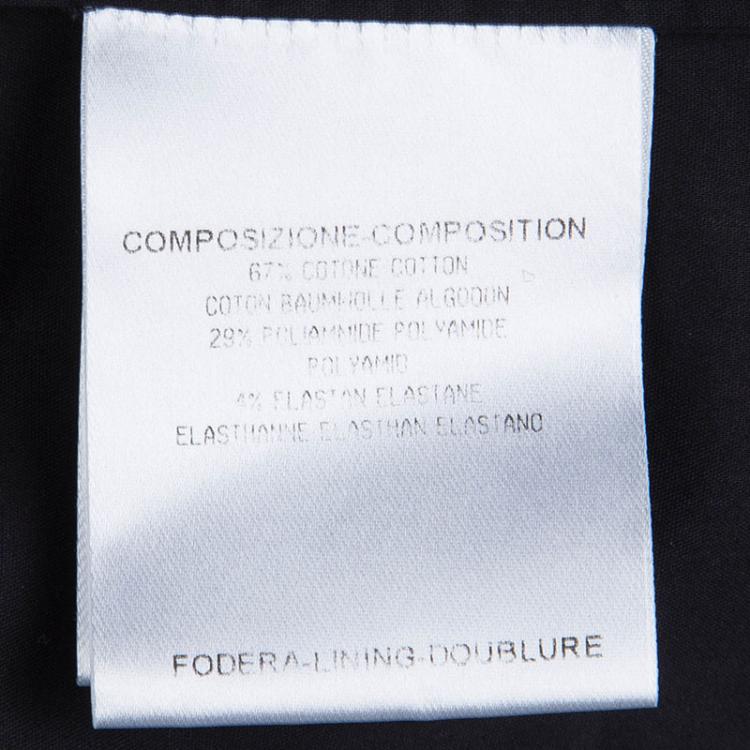 COMPOSIZIONE-COMPOSITION
67% COTONE COTTON
COTON BAUMWOLLE ALGODON
29% POLIAMMIDE POLYAMIDE
POLYAMID
4% ELASTAN ELASTANE
ELASTHANNE ELASTHAN ELASTANO
FODERA-LINING-DOUBLURE